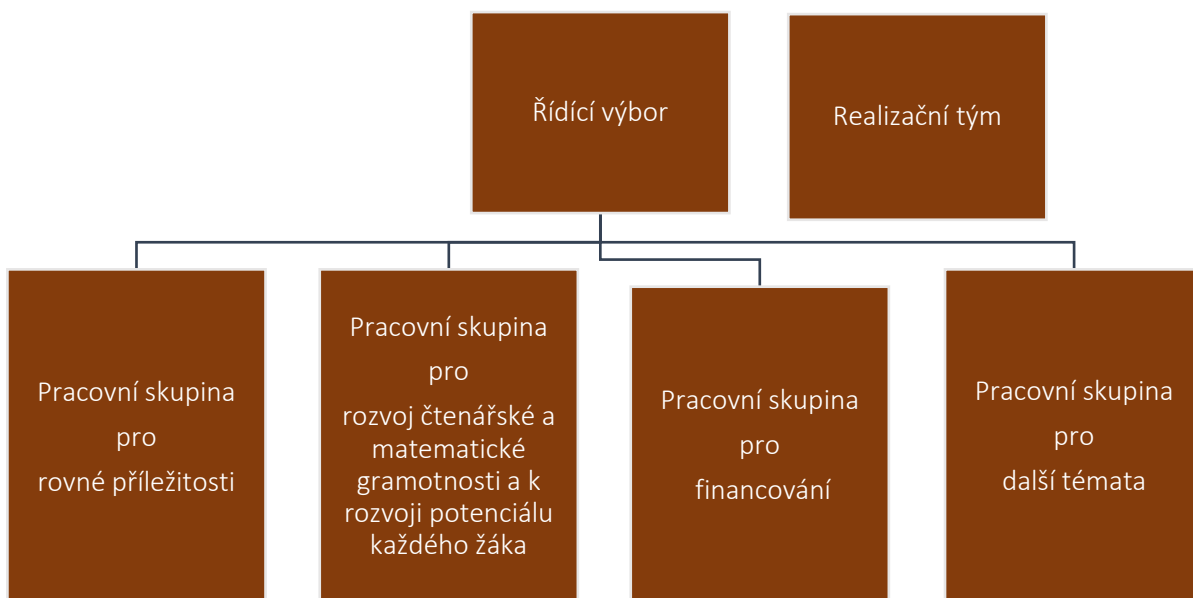 Řídící výbor
Realizační tým
Pracovní skupina
pro
rovné příležitosti
Pracovní skupina
pro
rozvoj čtenářské a
matematické
gramotnosti a k
rozvoji potenciálu
každého žáka
Pracovní skupina
pro
financování
Pracovní skupina
pro
další témata